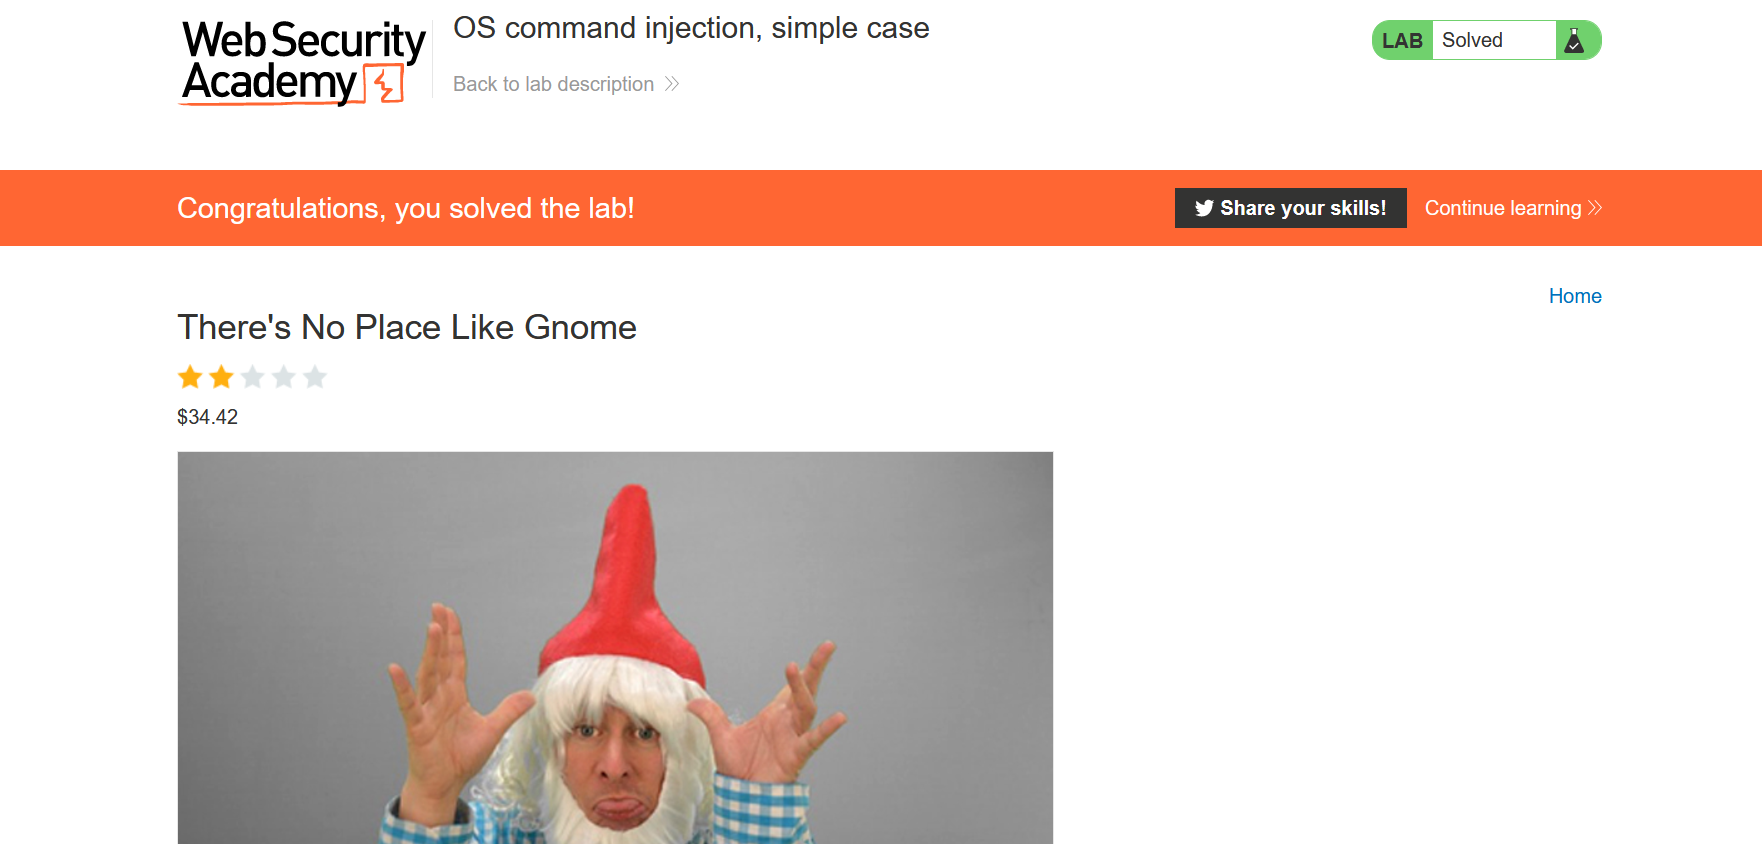 Web Security
Academy
OS command injection, simple case
Back to lab description
LAB Solved
Congratulations, you solved the lab!
Share your skills!
Continue learning
Home
There's No Place Like Gnome
$34.42